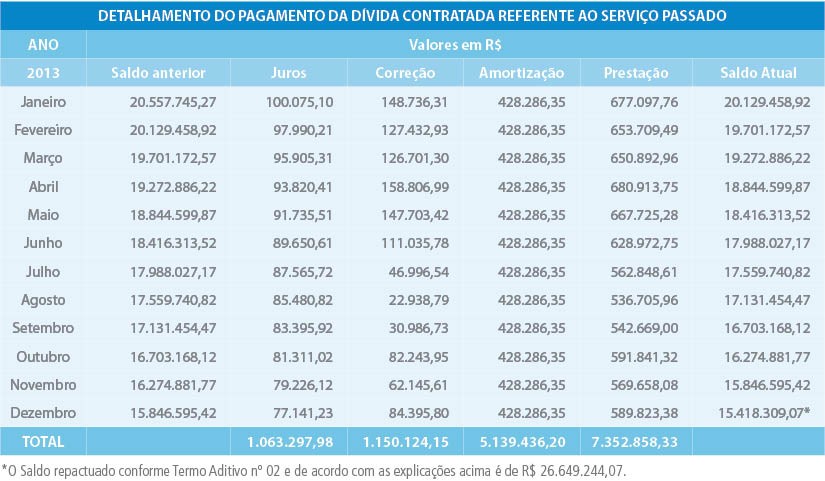 DETALHAMENTO DO PAGAMENTO DA DÍVIDA CONTRATADA REFERENTE AO SERVIÇO PASSADO
ANO Valores em R$
2013 Saldo anterior Juros Correção Amortização Prestação Saldo Atual
Janeiro 20.557.745,27 100.075,10 148.736,31 428.286,35 677.097,76 20.129.458,92
Fevereiro 20.129.458,92 97.990,21 127.432,93 428.286,35 653.709,49 19.701.172,57
Março 19.701.172,57 95.905,31 126.701,30 428.286,35 650.892,96 19.272.886,22
Abril 19.272.886,22 93.820,41 158.806,99 428.286,35 680.913,75 18.844.599,87
Maio 18.844.599,87 91.735,51 147.703,42 428.286,35 667.725,28 18.416.313,52
Junho 18.416.313,52 89.650,61 111.035,78 428.286,35 628.972,75 17.988.027,17
Julho 17.988.027,17 87.565,72 46.996,54 428.286,35 562.848,61 17.559.740,82
Agosto 17.559.740,82 85.480,82 22.938,79 428.286,35 536.705,96 17.131.454,47
Setembro 17.131.454,47 83.395,92 30.986,73 428.286,35 542.669,00 16.703.168,12
Outubro 16.703.168,12 81.311,02 82.243,95 428.286,35 591.841,32 16.274.881,77
Novembro 16.274.881,77 79.226,12 62.145,61 428.286,35 569.658,08 15.846.595,42
Dezembro 15.846.595,42 77.141,23 84.395,80 428.286,35 589.823,38 15.418.309,07*
TOTAL 1.063.297,98 1.150.124,15 5.139.436,20 7.352.858,33
*O Saldo repactuado conforme Termo Aditivo nº 02 e de acordo com as explicações acima é de R$ 26.649.244,07.